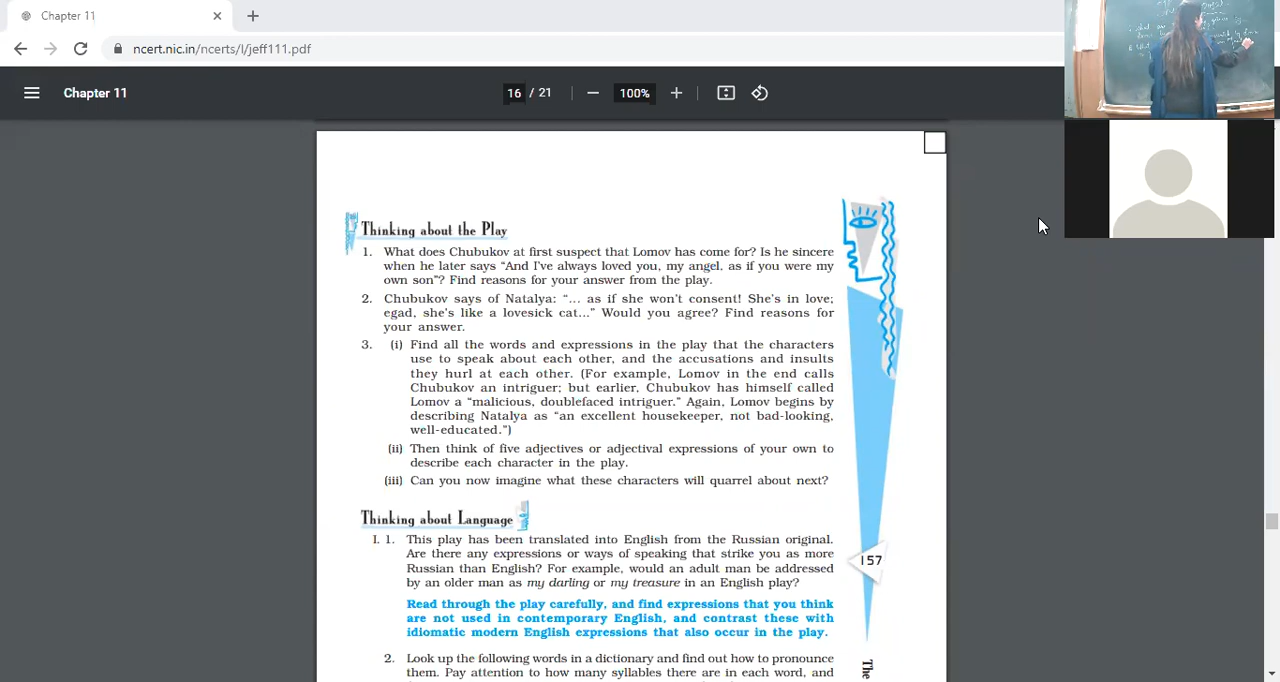 Chapter 11
ncert.nic.in/ncerts/l/jeff111.pdf
Chapter 11
16 / 21
100%
Thinking about the Play
1. What does Chubukov at first suspect that Lomov has come for? Is he sincere
when he later says “And I’ve always loved you, my angel, as if you were my
own son”? Find reasons for your answer from the play.
2. Chubukov says of Natalya: “... as if she won’t consent! She’s in love;
egad, she’s like a lovesick cat...” Would you agree? Find reasons for
your answer.
3. (i) Find all the words and expressions in the play that the characters
use to speak about each other, and the accusations and insults
they hurl at each other. (For example, Lomov in the end calls
Chubukov an intriguer; but earlier, Chubukov has himself called
Lomov a “malicious, doublefaced intriguer.” Again, Lomov begins by
describing Natalya as “an excellent housekeeper, not bad-looking,
well-educated.”)
(ii) Then think of five adjectives or adjectival expressions of your own to
describe each character in the play.
(iii) Can you now imagine what these characters will quarrel about next?
Thinking about Language
I. 1. This play has been translated into English from the Russian original.
Are there any expressions or ways of speaking that strike you as more
Russian than English? For example, would an adult man be addressed
by an older man as my darling or my treasure in an English play?
Read through the play carefully, and find expressions that you think
are not used in contemporary English, and contrast these with
idiomatic modern English expressions that also occur in the play.
2. Look up the following words in a dictionary and find out how to pronounce
them. Pay attention to how many syllables there are in each word, and
157
The